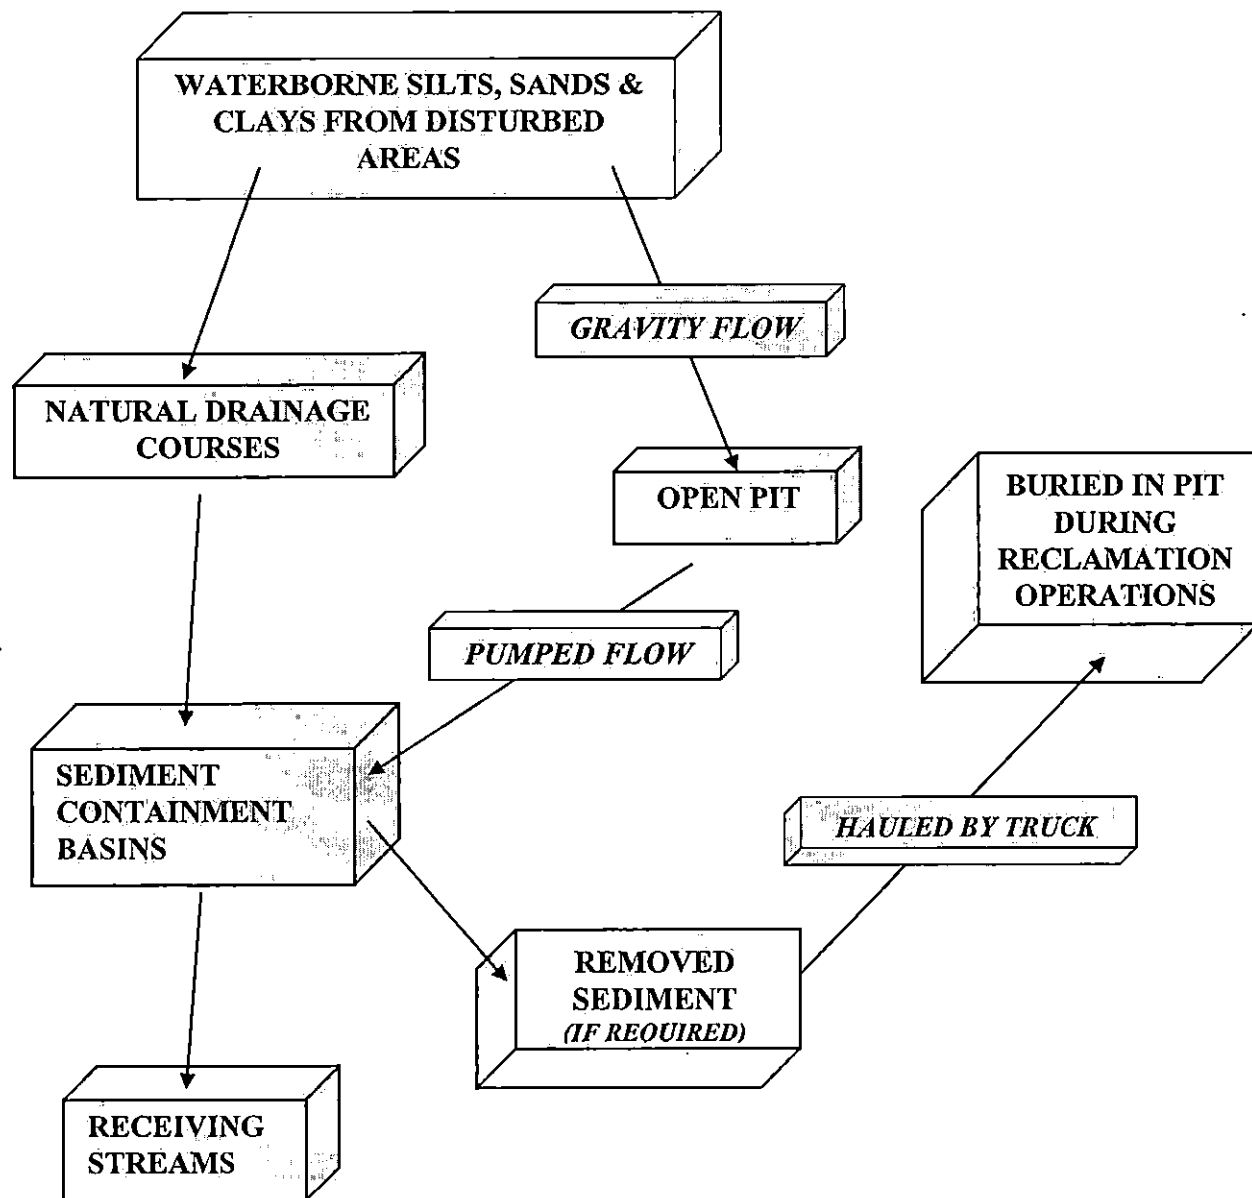 WATERBORNE SILTS, SANDS &
CLAYS FROM DISTURBED
AREAS
GRAVITY FLOW
NATURAL DRAINAGE
COURSES
OPEN PIT
BURIED IN PIT
DURING
RECLAMATION
OPERATIONS
PUMPED FLOW
SEDIMENT
CONTAINMENT
BASINS
HAULED BY TRUCK
REMOVED
SEDIMENT
(IF REQUIRED)
RECEIVING
STREAMS